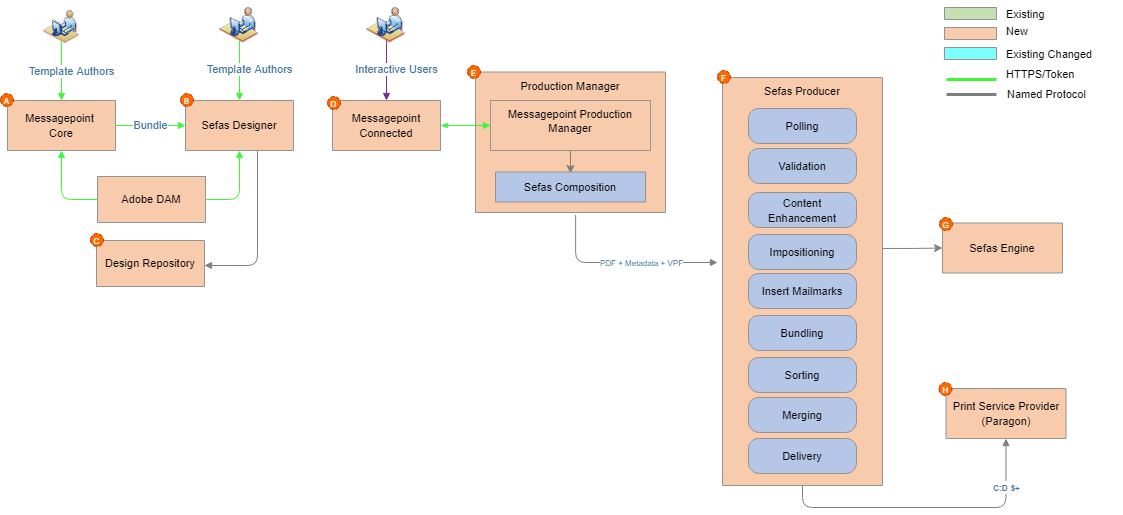 Existing
New
Existing Changed
HTTPS/Token
Named Protocol
Template Authors
Template Authors
Interactive Users
A
Messagepoint
Core
Bundle
B
Sefas Designer
Adobe DAM
C
Design Repository
D
Messagepoint
Connected
E
Production Manager
Messagepoint Production
Manager
Sefas Composition
PDF + Metadata + VPF
F
Sefas Producer
Polling
Validation
Content
Enhancement
Impositioning
Insert Mailmarks
Bundling
Sorting
Merging
Delivery
G
Sefas Engine
H
Print Service Provider
(Paragon)
C:D $+